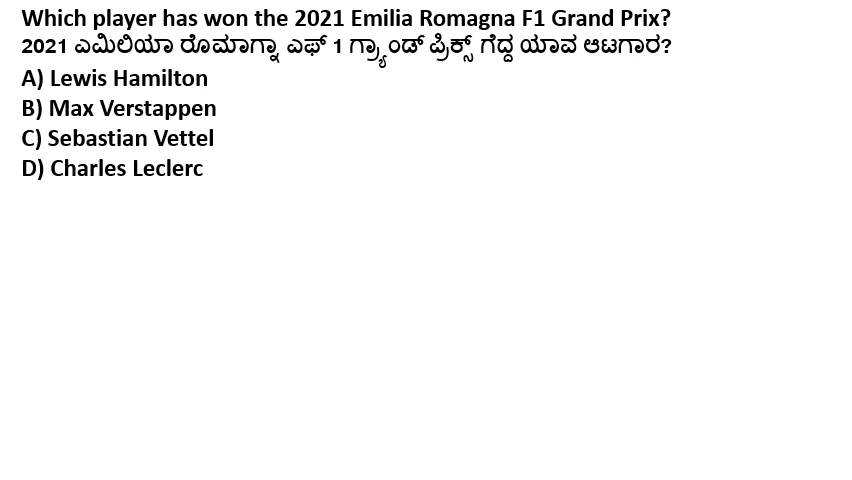 Which player has won the 2021 Emilia Romagna F1 Grand Prix?
2021 ಎಮಿಲಿಯಾ ರೊಮಾಗ್ನಾ ಎಫ್ 1 ಗ್ರ್ಯಾಂಡ್ ಪ್ರಿಕ್ಸ್ ಗೆದ್ದ ಯಾವ ಆಟಗಾರ?
A) Lewis Hamilton
B) Max Verstappen
C) Sebastian Vettel
D) Charles Leclerc